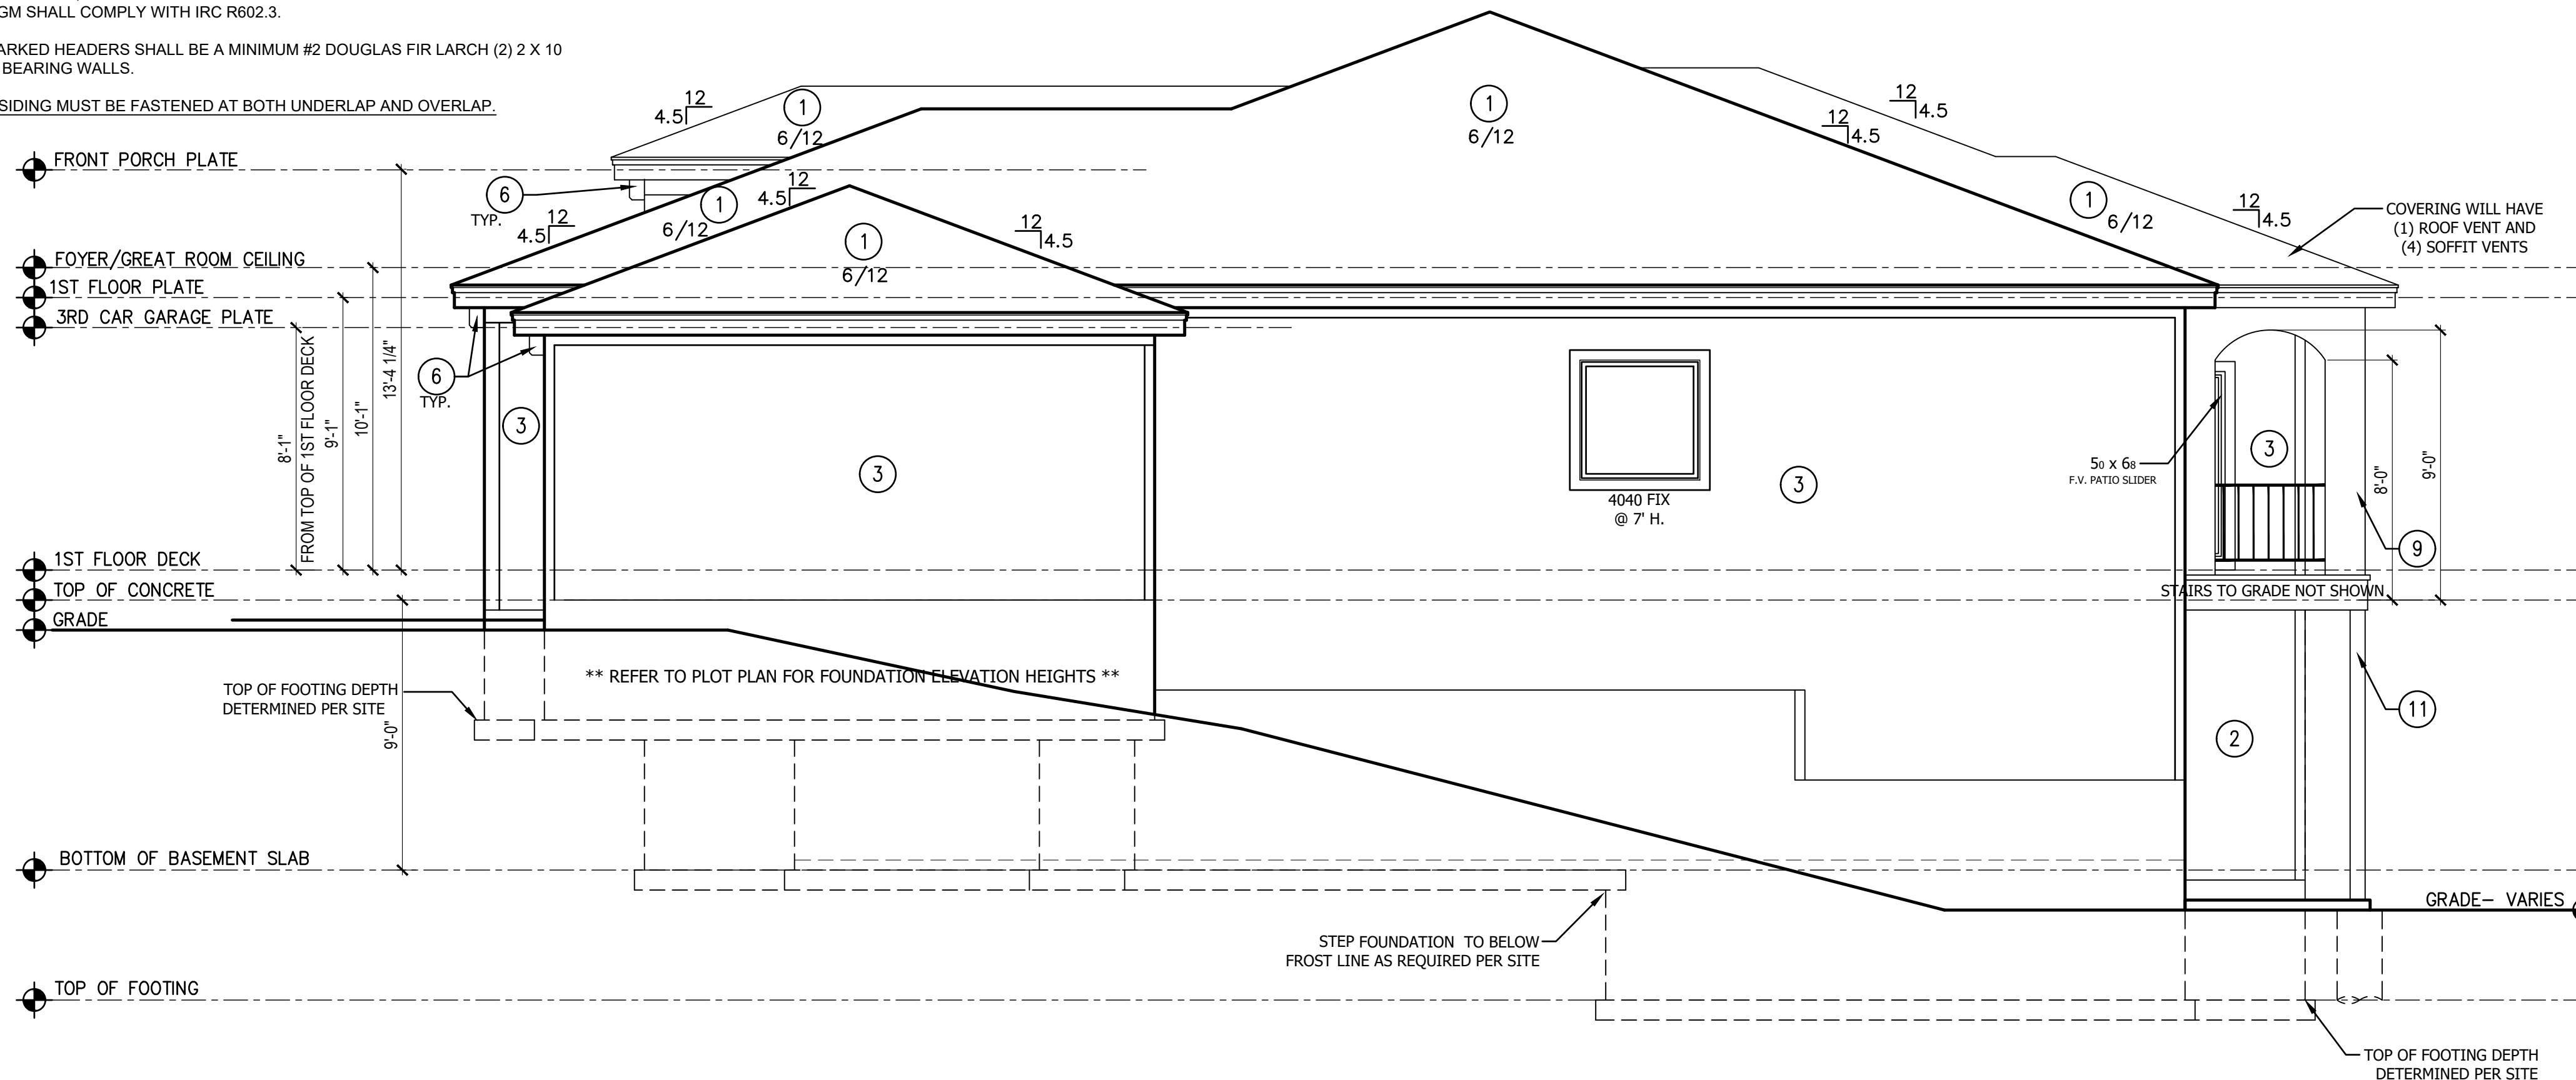 GM SHALL COMPLY WITH IRC R602.3.
ARKED HEADERS SHALL BE A MINIMUM #2 DOUGLAS FIR LARCH (2) 2 X 10
BEARING WALLS.
SIDING MUST BE FASTENED AT BOTH UNDERLAP AND OVERLAP.
12
4.5
1
6/12
1
6/12
12
4.5
12
4.5
FRONT PORCH PLATE
6
TYP.
12
4.5
1
6/12
12
4.5
1
6/12
12
4.5
1
6/12
12
4.5
COVERING WILL HAVE
(1) ROOF VENT AND
(4) SOFFIT VENTS
FOYER/GREAT ROOM CEILING
1ST FLOOR PLATE
3RD CAR GARAGE PLATE
8'-1"
FROM TOP OF 1ST FLOOR DECK
9'-1"
10'-1"
13'-4 1/4"
6
TYP.
3
3
4040 FIX
@ 7' H.
3
50 x 68
F.V. PATIO SLIDER
3
8'-0"
9'-0"
9
1ST FLOOR DECK
TOP OF CONCRETE
GRADE
STAIRS TO GRADE NOT SHOWN
** REFER TO PLOT PLAN FOR FOUNDATION ELEVATION HEIGHTS **
TOP OF FOOTING DEPTH
DETERMINED PER SITE
9'-0"
11
2
BOTTOM OF BASEMENT SLAB
GRADE- VARIES
STEP FOUNDATION TO BELOW
FROST LINE AS REQUIRED PER SITE
TOP OF FOOTING
TOP OF FOOTING DEPTH
DETERMINED PER SITE